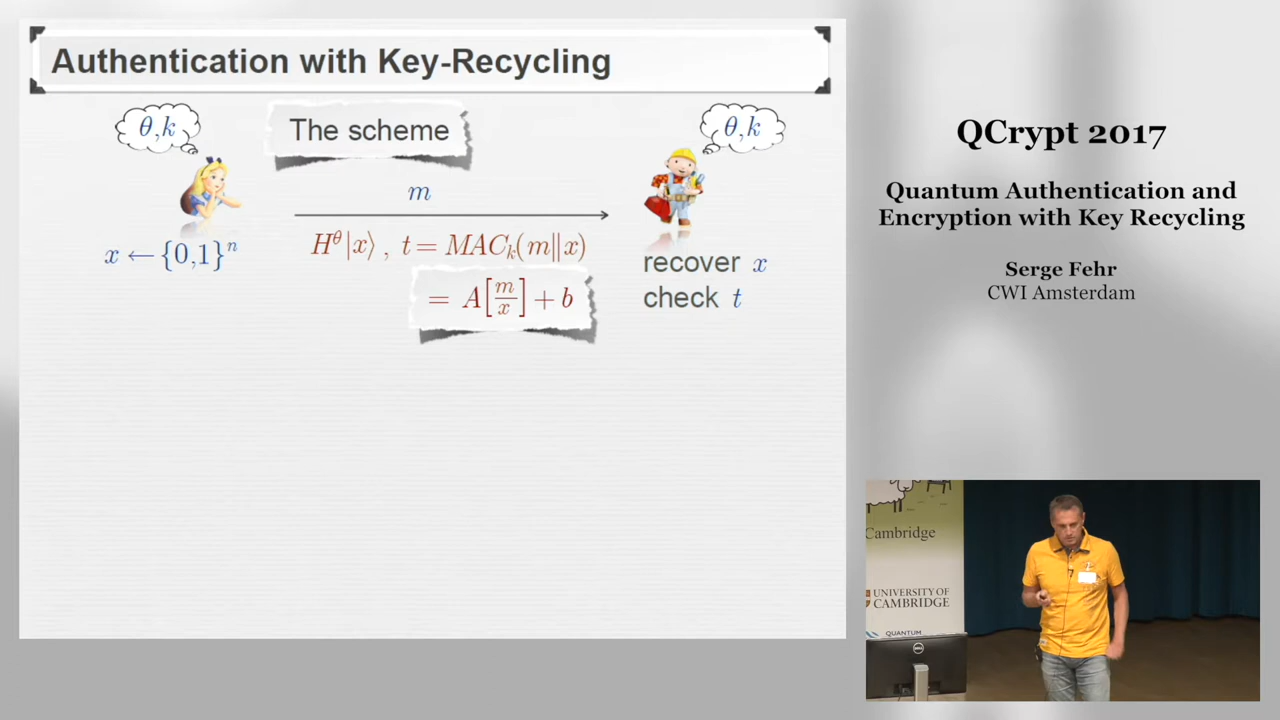 Authentication with Key-Recycling
θ,k
The scheme
θ,k
m
x ← {0,1}ⁿ
H^θ|x⟩ , t = MAC_k(m||x)
= A[m/x] + b
recover x
check t
QCrypt 2017
Quantum Authentication and
Encryption with Key Recycling
Serge Fehr
CWI Amsterdam
Cambridge
UNIVERSITY OF
CAMBRIDGE
QUANTUM
DELL